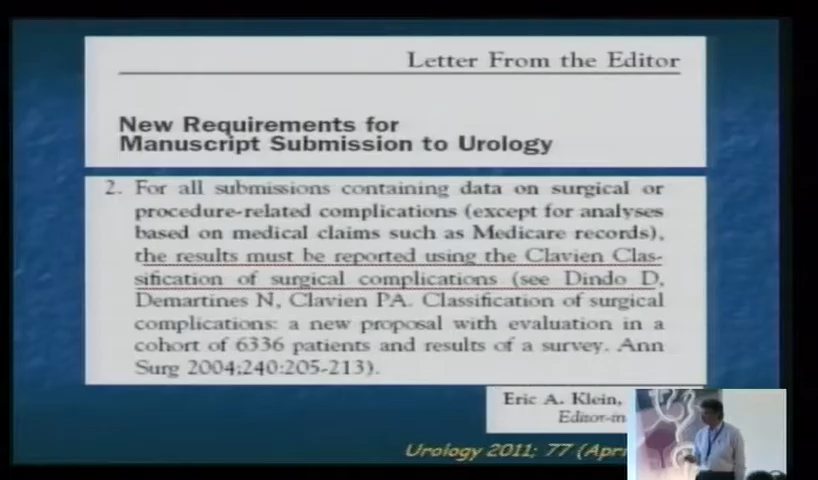 Letter From the Editor
New Requirements for
Manuscript Submission to Urology
2. For all submissions containing data on surgical or
procedure-related complications (except for analyses
based on medical claims such as Medicare records),
the results must be reported using the Clavien Clas-
sification of surgical complications (see Dindo D,
Demartines N, Clavien PA. Classification of surgical
complications: a new proposal with evaluation in a
cohort of 6336 patients and results of a survey. Ann
Surg 2004;240:205-213).
Eric A. Klein,
Editor-in
Urology 2011; 77 (Apr